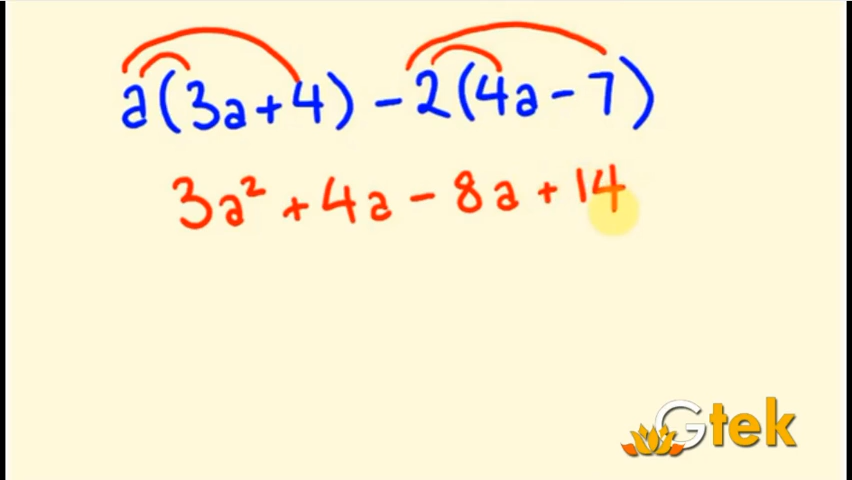 a(3a+4) - 2(4a-7)
3a² + 4a - 8a + 14
Gtek